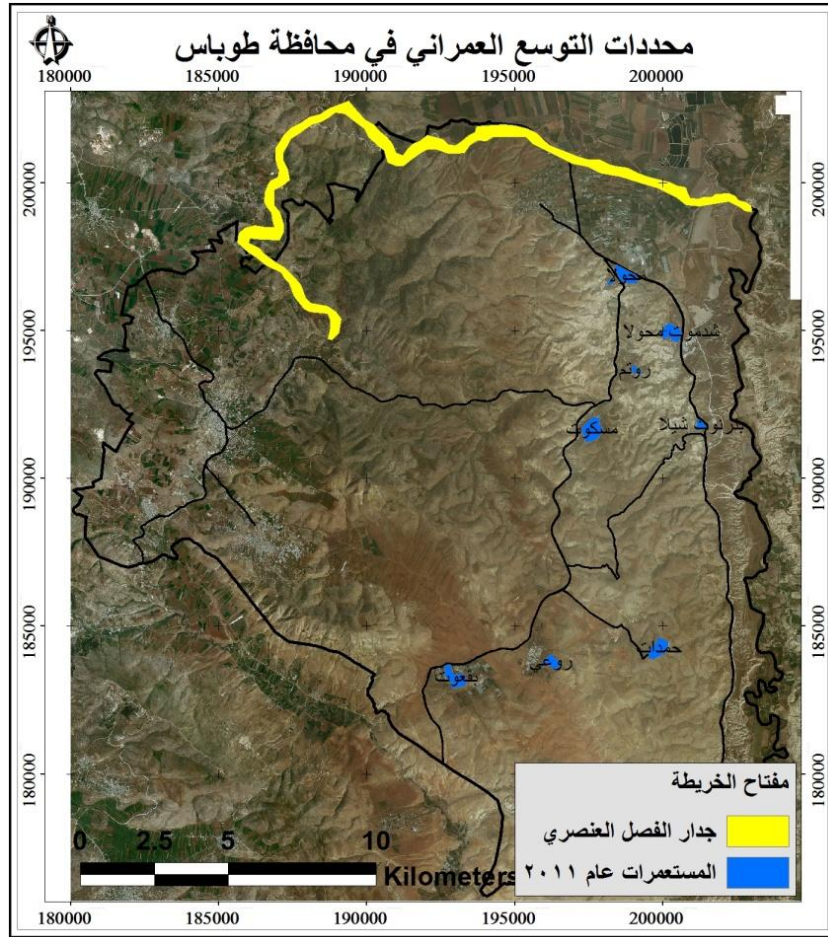 محددات التوسع العمراني في محافظة طوباس
180000 185000 190000 195000 200000
200000 200000
شدموت محولا
195000 195000
روتم
مسكوت
190000 190000
185000 185000
حمدات
روعي
بقعوت
180000 180000
مفتاح الخريطة
جدار الفصل العنصري
المستعمرات عام ٢٠١١
0 2.5 5 10
Kilometers
180000 185000 190000 195000 200000